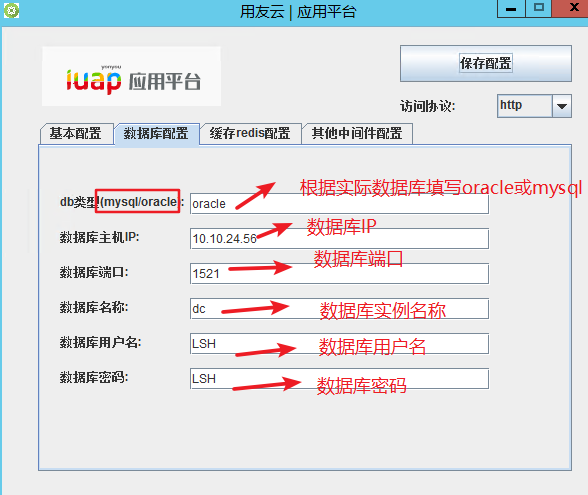 用友云 | 应用平台
yonyou
iuap 应用平台
保存配置
访问协议: http
基本配置 数据库配置 缓存redis配置 其他中间件配置
根据实际数据库填写oracle或mysql
db类型(mysql/oracle): oracle
数据库主机IP: 10.10.24.56 数据库IP
数据库端口: 1521 数据库端口
数据库名称: dc 数据库实例名称
数据库用户名: LSH 数据库用户名
数据库密码: LSH 数据库密码